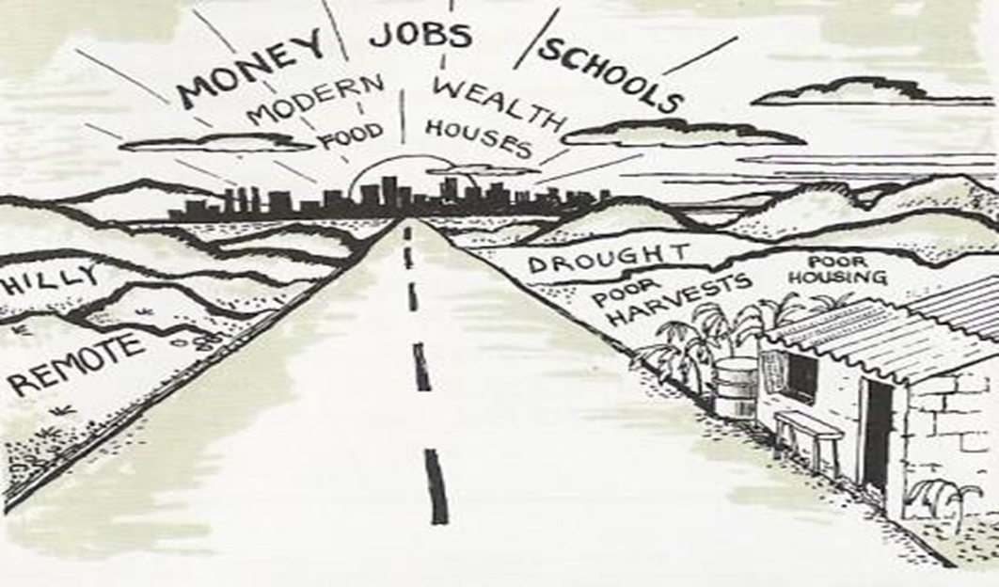 MONEY JOBS SCHOOLS
MODERN WEALTH
FOOD HOUSES
HILLY
REMOTE
DROUGHT
POOR
HARVESTS
POOR
HOUSING